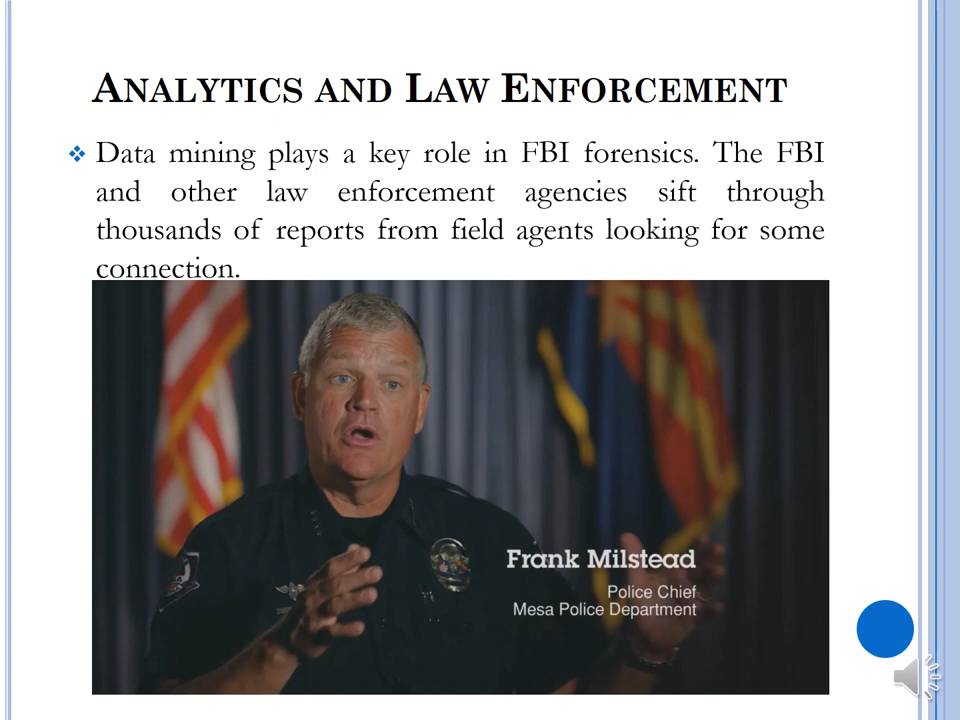 ANALYTICS AND LAW ENFORCEMENT
Data mining plays a key role in FBI forensics. The FBI
and other law enforcement agencies sift through
thousands of reports from field agents looking for some
connection.
Frank Milstead
Police Chief
Mesa Police Department